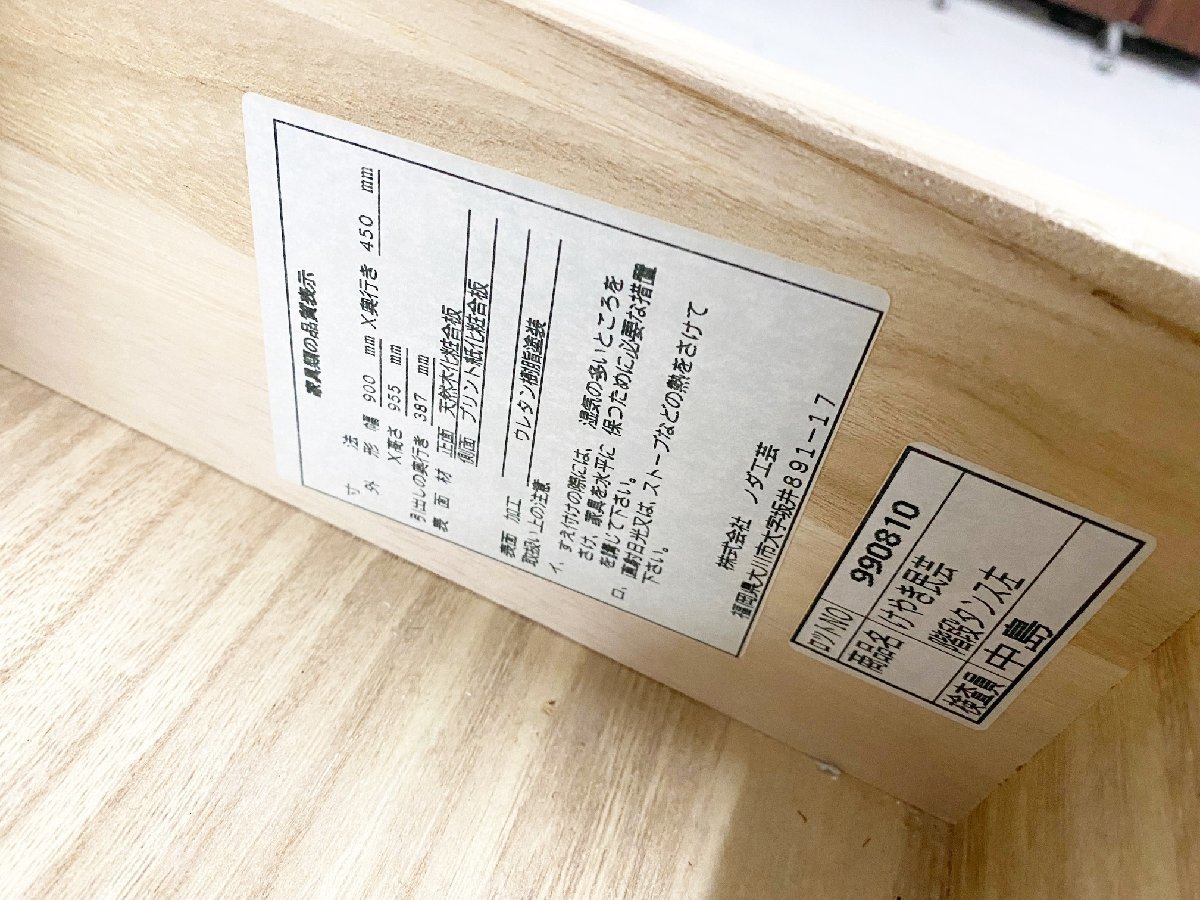 家具類の品質表示
寸法
外形 幅 900 mm X奥行き 450 mm
X高さ 955 mm
引出しの奥行き 387 mm
表面材 正面 天然木化粧合板
側面 プリント紙化粧合板
表面加工 ウレタン樹脂塗装
取扱い上の注意
イ、すえ付けの際には、湿気の多いところを
さけ、家具を水平に保つために必要な措置
を講じて下さい。
ロ、直射日光又は、ストーブなどの熱をさけて
下さい。
株式会社 ノダ工芸
福岡県大川市大字坂井891-17
ロットNO 990810
商品名 けやき民芸
階段タンス左
検査員 中島